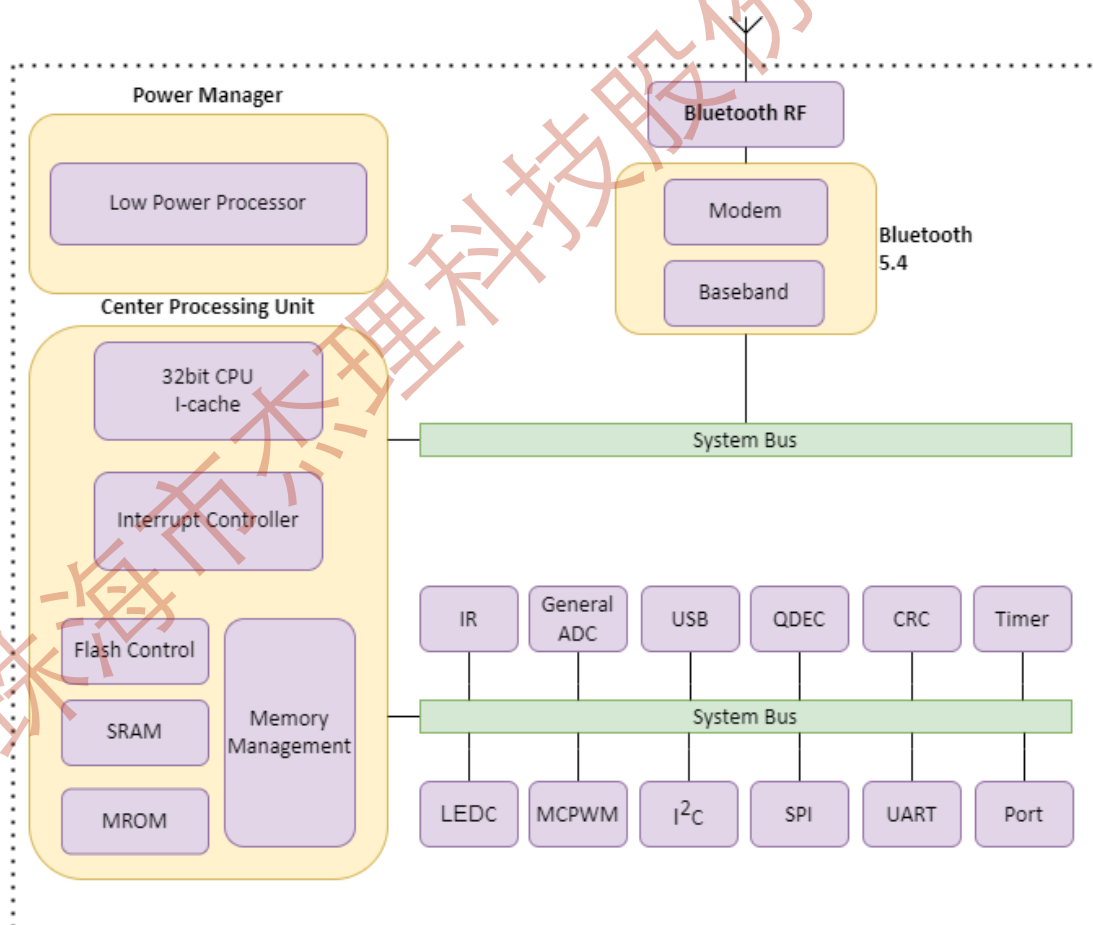 Power Manager
Low Power Processor
Bluetooth RF
Modem
Baseband
Bluetooth
5.4
Center Processing Unit
32bit CPU
I-cache
Interrupt Controller
Flash Control
SRAM
MROM
Memory
Management
System Bus
IR
General
ADC
USB
QDEC
CRC
Timer
System Bus
LEDC
MCPWM
I²C
SPI
UART
Port
珠海市杰理科技股份